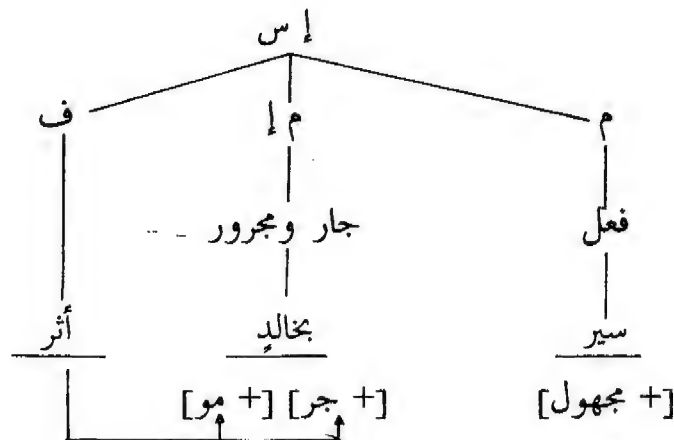 إ س
م م إ ف
فعل جار ومجرور
سير بخالدٍ أثر
[+ مجهول] [+ جر] [+ مو]